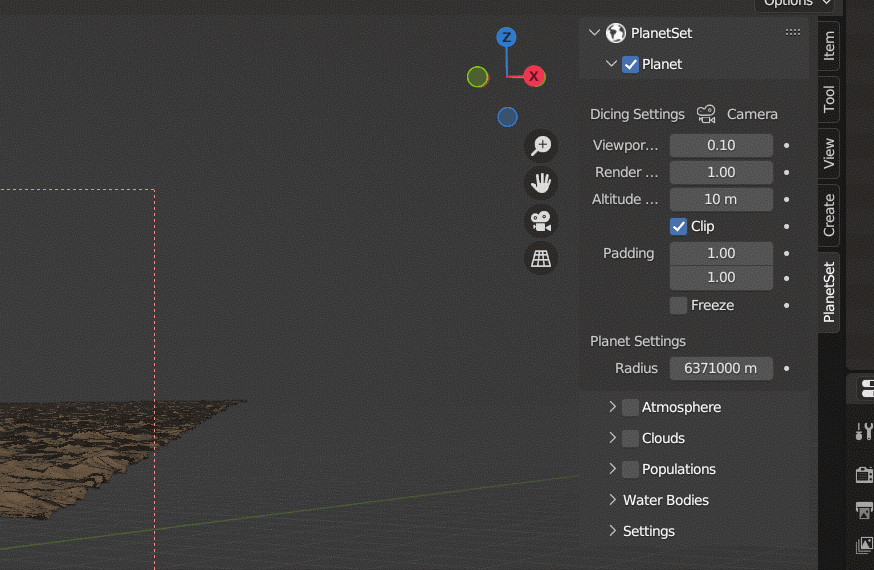 Options
PlanetSet
Planet
Z
X
Dicing Settings Camera
Viewpor... 0.10
Render ... 1.00
Altitude ... 10 m
Clip
Padding 1.00
1.00
Freeze
Planet Settings
Radius 6371000 m
Atmosphere
Clouds
Populations
Water Bodies
Settings
Item
Tool
View
Create
PlanetSet